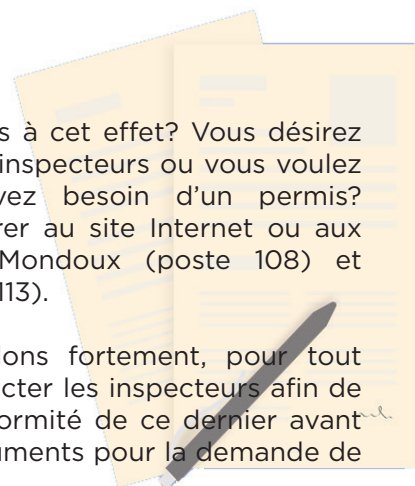 s à cet effet? Vous désirez
inspecteurs ou vous voulez
vez besoin d'un permis?
rer au site Internet ou aux
Mondoux (poste 108) et
113).
ons fortement, pour tout
cter les inspecteurs afin de
ormité de ce dernier avant
uments pour la demande de